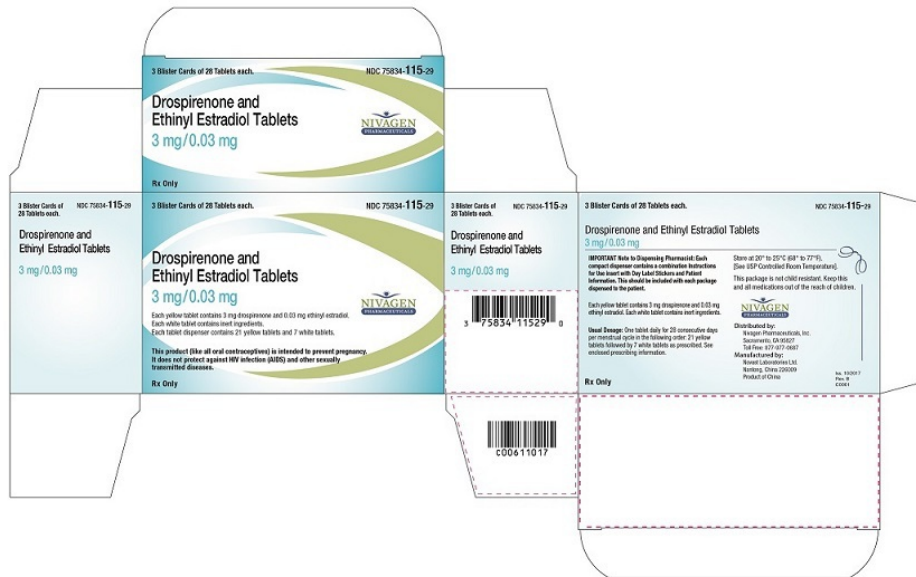 3 Blister Cards of 28 Tablets each.
NDC 75834-115-29
Drospirenone and
Ethinyl Estradiol Tablets
3 mg/0.03 mg
NIVAGEN
PHARMACEUTICALS
Rx Only
3 Blister Cards of
28 Tablets each.
NDC 75834-115-29
Drospirenone and
Ethinyl Estradiol Tablets
3 mg/0.03 mg
3 Blister Cards of 28 Tablets each.
NDC 75834-115-29
Drospirenone and
Ethinyl Estradiol Tablets
3 mg/0.03 mg
NIVAGEN
PHARMACEUTICALS
Each yellow tablet contains 3 mg drospirenone and 0.03 mg ethinyl estradiol.
Each white tablet contains inert ingredients.
Each tablet dispenser contains 21 yellow tablets and 7 white tablets.
This product (like all oral contraceptives) is intended to prevent pregnancy.
It does not protect against HIV infection (AIDS) and other sexually
transmitted diseases.
Rx Only
3 Blister Cards of
28 Tablets each.
NDC 75834-115-29
Drospirenone and
Ethinyl Estradiol Tablets
3 mg/0.03 mg
3 75834 11529 0
C00611017
3 Blister Cards of 28 Tablets each.
NDC 75834-115-29
Drospirenone and Ethinyl Estradiol Tablets
3 mg/0.03 mg
IMPORTANT Note to Dispensing Pharmacist: Each
compact dispenser contains a combination Instructions
for Use insert with Day Label Stickers and Patient
Information. This should be included with each package
dispensed to the patient.
Each yellow tablet contains 3 mg drospirenone and 0.03 mg
ethinyl estradiol. Each white tablet contains inert ingredients.
Usual Dosage: One tablet daily for 28 consecutive days
per menstrual cycle in the following order: 21 yellow
tablets followed by 7 white tablets as prescribed. See
enclosed prescribing information.
Rx Only
Store at 20° to 25°C (68° to 77°F).
[See USP Controlled Room Temperature].
This package is not child resistant. Keep this
and all medications out of the reach of children.
NIVAGEN
PHARMACEUTICALS
Distributed by:
Nivagen Pharmaceuticals, Inc.
Sacramento, CA 95827
Toll Free: 877-977-0687
Manufactured by:
Novast Laboratories Ltd.
Nantong, China 226009
Product of China
Iss. 10/2017
Rev. B